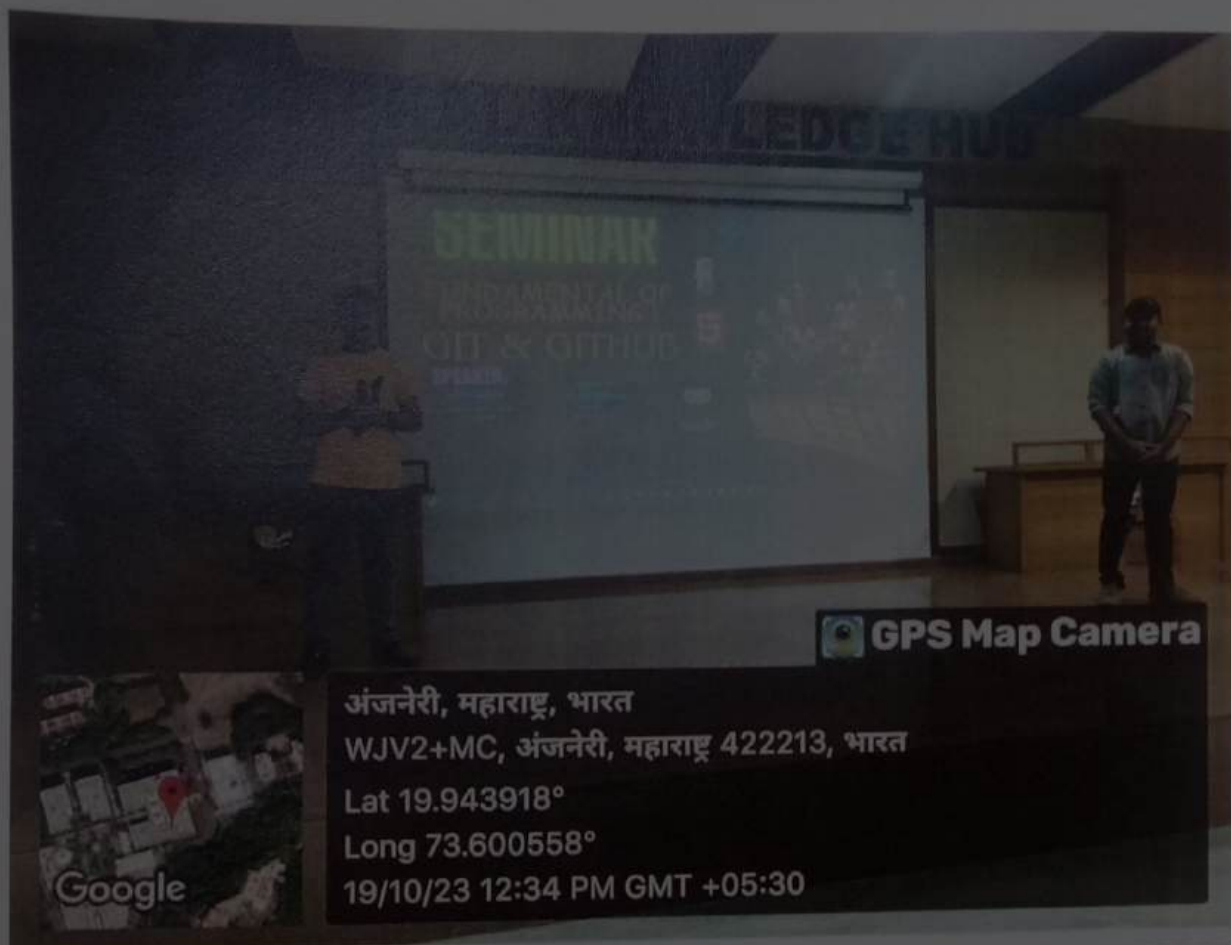 LEDGE HUB
SEMINAR
FUNDAMENTAL OF
PROGRAMMING
GIT & GITHUB
SPEAKER
GPS Map Camera
अंजनेरी, महाराष्ट्र, भारत
WJV2+MC, अंजनेरी, महाराष्ट्र 422213, भारत
Lat 19.943918°
Long 73.600558°
19/10/23 12:34 PM GMT +05:30
Google